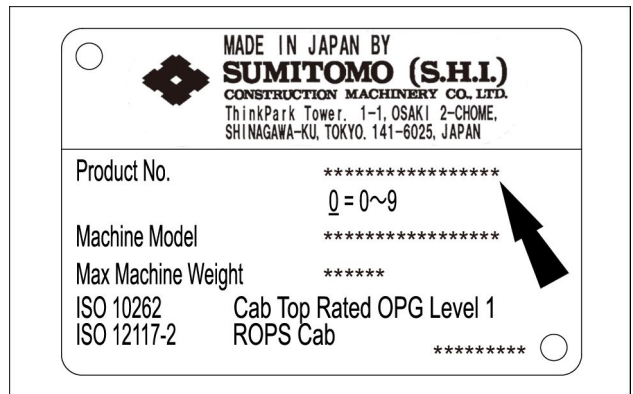 MADE IN JAPAN BY
SUMITOMO (S.H.I.)
CONSTRUCTION MACHINERY CO., LTD.
ThinkPark Tower. 1-1, OSAKI 2-CHOME,
SHINAGAWA-KU, TOKYO. 141-6025, JAPAN
Product No. *****************
0 = 0~9
Machine Model *****************
Max Machine Weight ******
ISO 10262 Cab Top Rated OPG Level 1
ISO 12117-2 ROPS Cab
*********